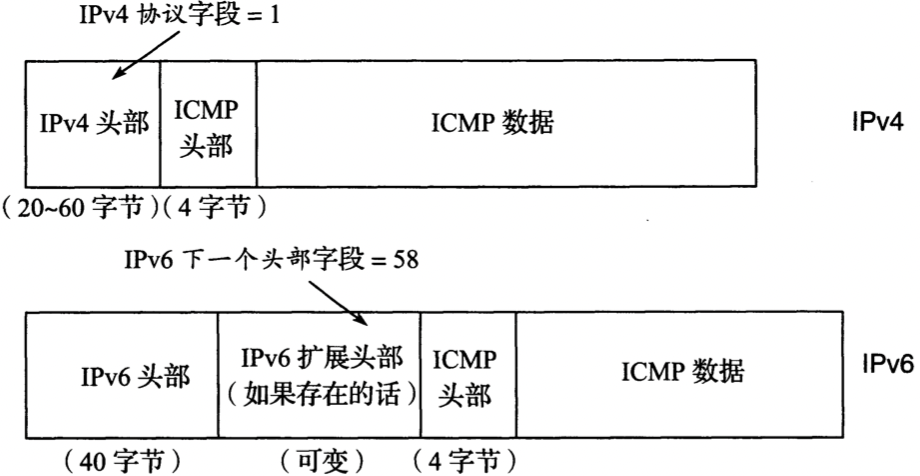 IPv4 协议字段 = 1
IPv4 头部
ICMP
头部
ICMP 数据
IPv4
（20~60 字节）（4 字节）
IPv6 下一个头部字段 = 58
IPv6 头部
IPv6 扩展头部
（如果存在的话）
ICMP
头部
ICMP 数据
IPv6
（40 字节）
（可变）
（4 字节）